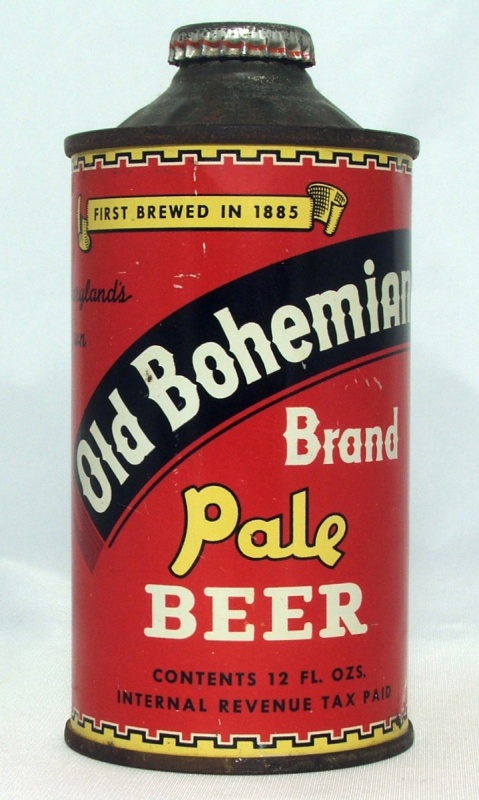 FIRST BREWED IN 1885
Old Bohemian
Brand
Pale
BEER
CONTENTS 12 FL. OZS.
INTERNAL REVENUE TAX PAID